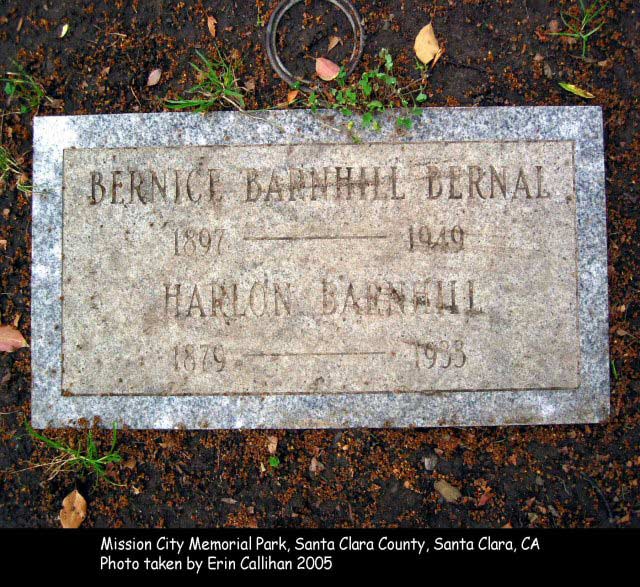 BERNICE BARNHILL BERNAL
1897 — 1949
HARLON BARNHILL
1879 — 1933
Mission City Memorial Park, Santa Clara County, Santa Clara, CA
Photo taken by Erin Callihan 2005